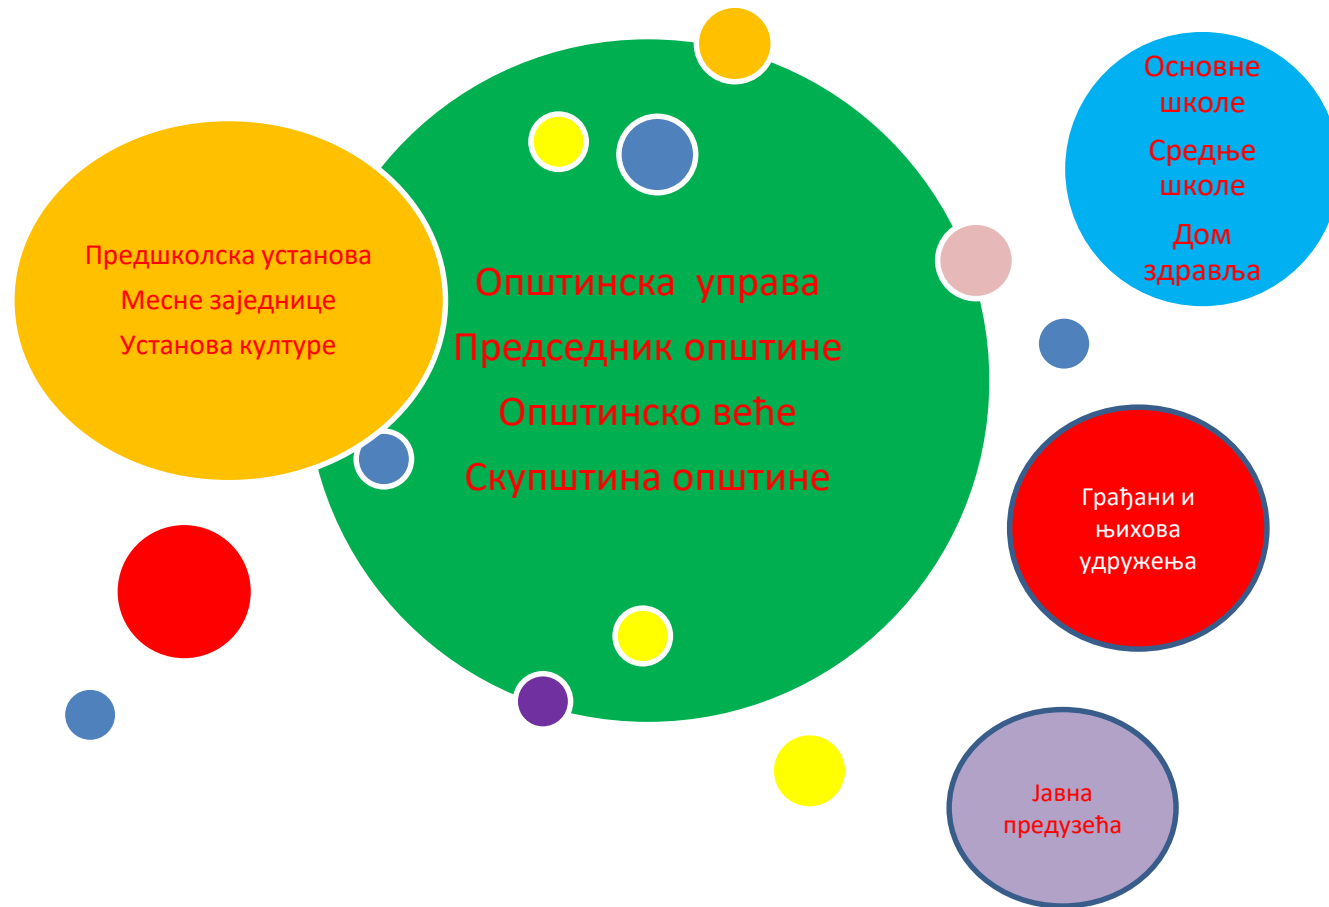 Предшколска установа
Месне заједнице
Установа културе
Општинска управа
Председник општине
Општинско веће
Скупштина општине
Основне
школе
Средње
школе
Дом
здравља
Грађани и
њихова
удружења
Јавна
предузећа